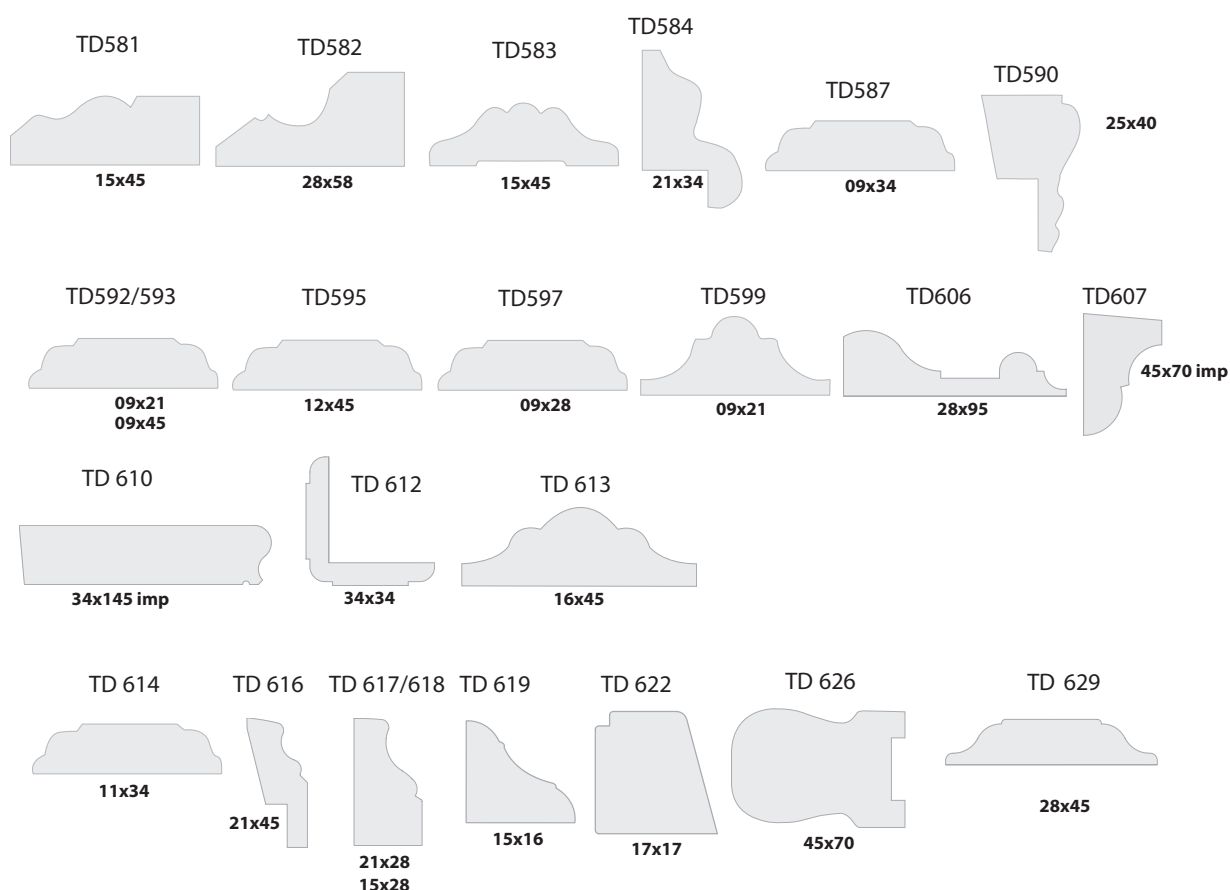 TD581
TD582
TD583
TD584
TD587
TD590
15x45
28x58
15x45
21x34
09x34
25x40
TD592/593
TD595
TD597
TD599
TD606
TD607
09x21
09x45
12x45
09x28
09x21
28x95
45x70 imp
TD 610
TD 612
TD 613
34x145 imp
34x34
16x45
TD 614
TD 616
TD 617/618
TD 619
TD 622
TD 626
TD 629
11x34
21x45
21x28
15x28
15x16
17x17
45x70
28x45